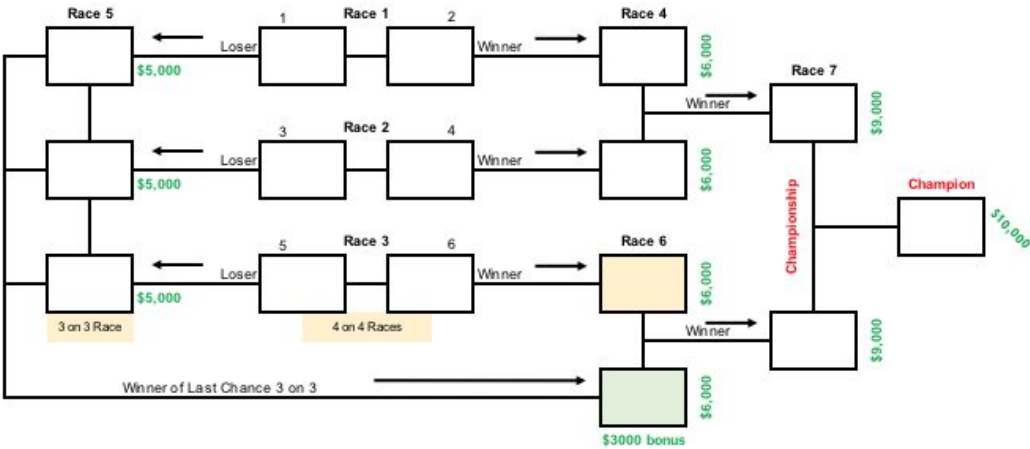 Race 5
1
Race 1
2
Race 4
Loser
Winner
$5,000
$6,000
Race 7
Winner
$9,000
3
Race 2
4
Loser
Winner
$5,000
$6,000
Championship
Champion
$10,000
5
Race 3
6
Race 6
Loser
Winner
$5,000
$6,000
3 on 3 Race
4 on 4 Races
Winner
$9,000
Winner of Last Chance 3 on 3
$6,000
$3000 bonus